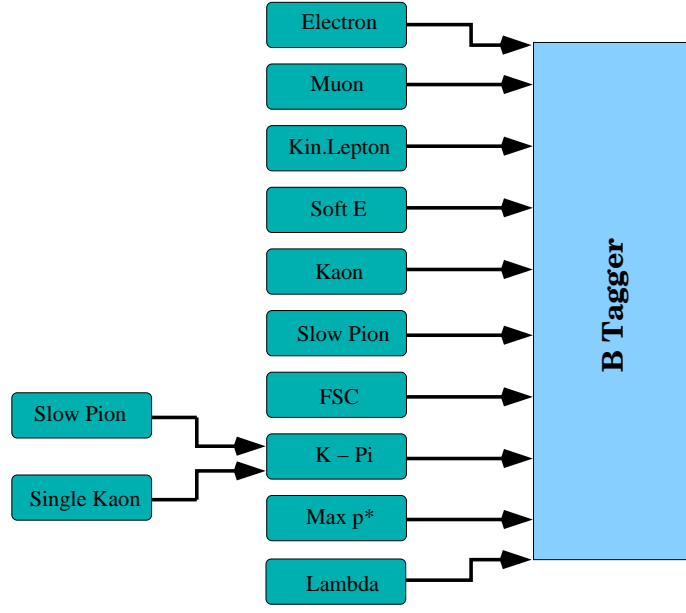 Electron
Muon
Kin.Lepton
Soft E
Kaon
Slow Pion
FSC
Slow Pion
K – Pi
Single Kaon
Max p*
Lambda
B Tagger